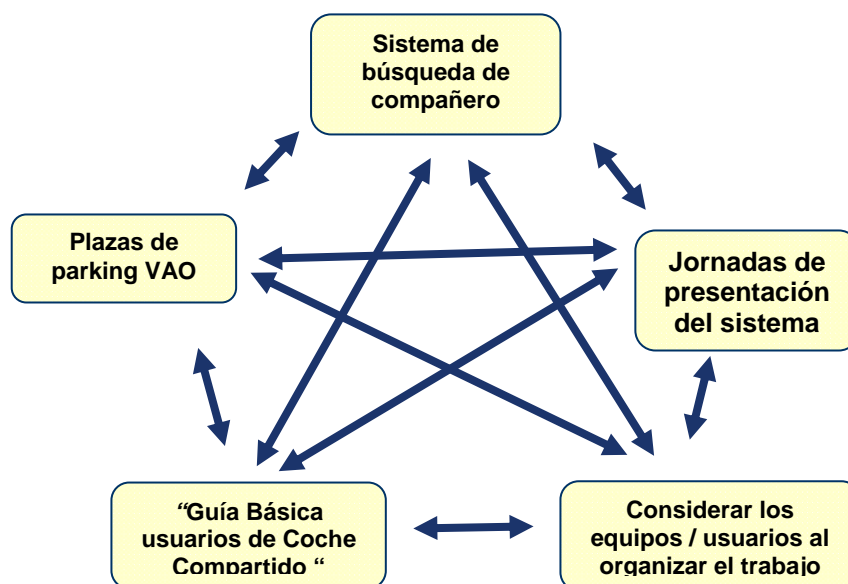 Sistema de
búsqueda de
compañero
Plazas de
parking VAO
Jornadas de
presentación
del sistema
“Guía Básica
usuarios de Coche
Compartido “
Considerar los
equipos / usuarios al
organizar el trabajo